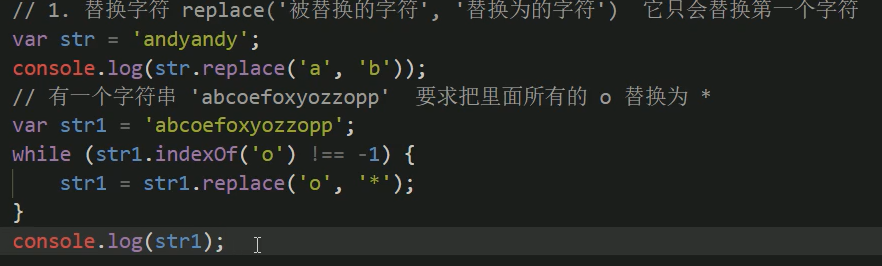 // 1. 替换字符 replace('被替换的字符', '替换为的字符')  它只会替换第一个字符
var str = 'andyandy';
console.log(str.replace('a', 'b'));
// 有一个字符串 'abcoefoxyozzopp'  要求把里面所有的 o 替换为 *
var str1 = 'abcoefoxyozzopp';
while (str1.indexOf('o') !== -1) {
    str1 = str1.replace('o', '*');
}
console.log(str1);